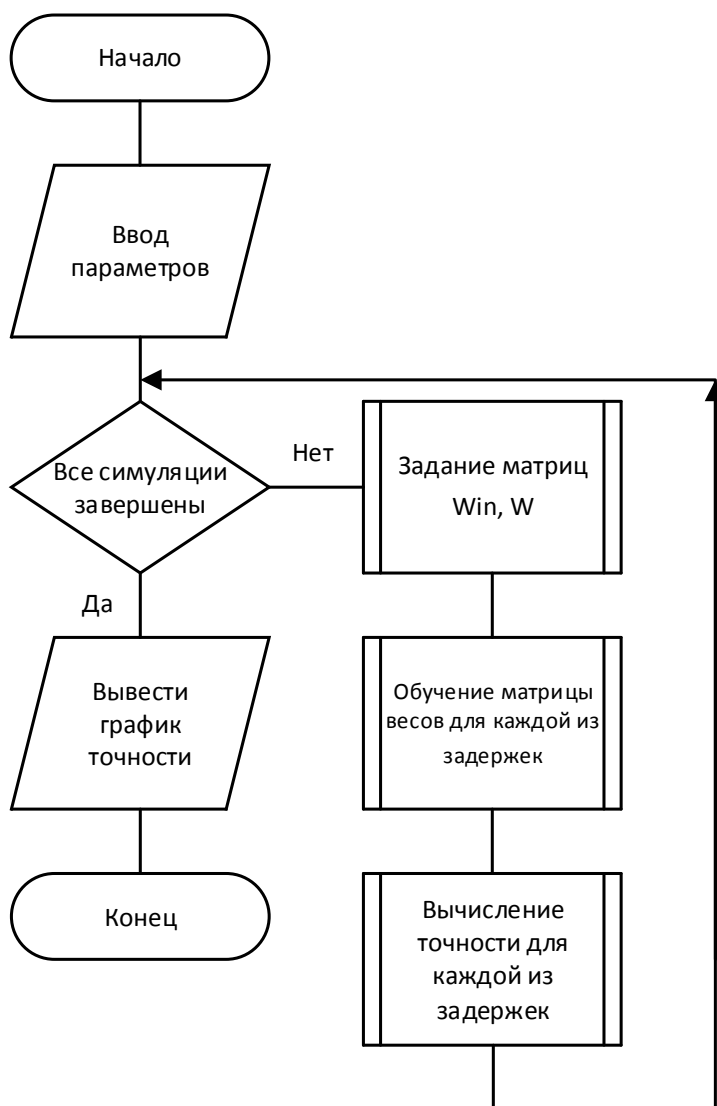 Начало
Ввод
параметров
Все симуляции
завершены
Нет
Задание матриц
Win, W
Да
Вывести
график
точности
Обучение матрицы
весов для каждой из
задержек
Конец
Вычисление
точности для
каждой из
задержек